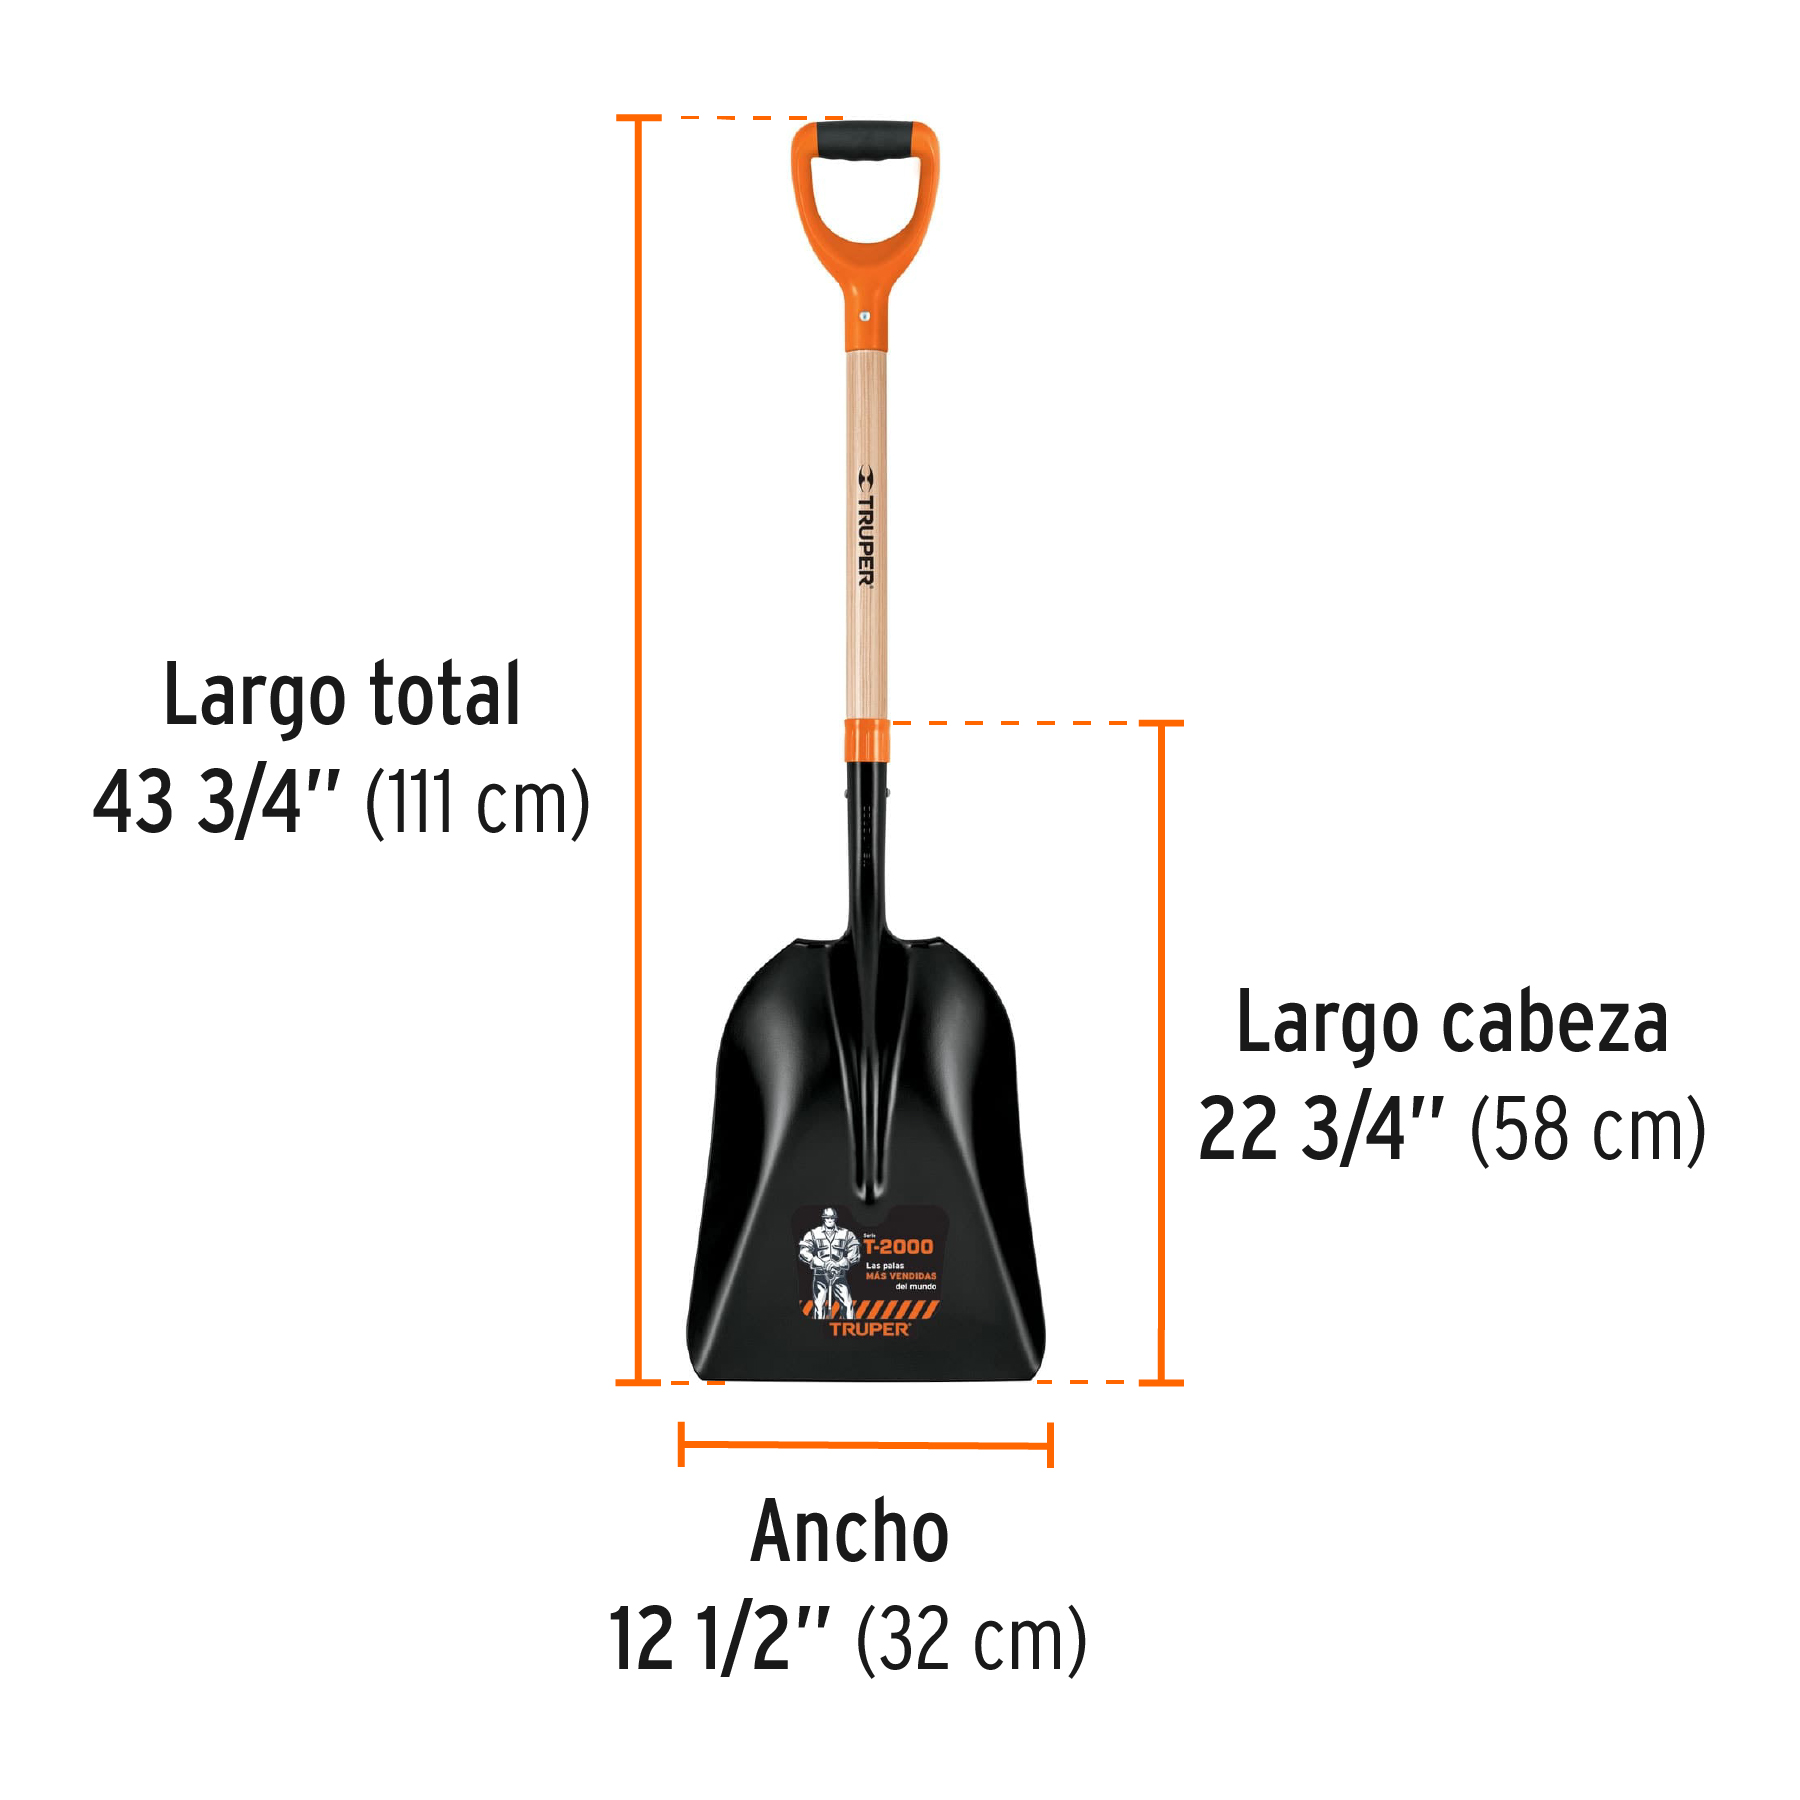 TRUPER®
Largo total
43 3/4″ (111 cm)
Largo cabeza
22 3/4″ (58 cm)
Serie
T-2000
Las palas
MÁS VENDIDAS
del mundo
TRUPER®
Ancho
12 1/2″ (32 cm)